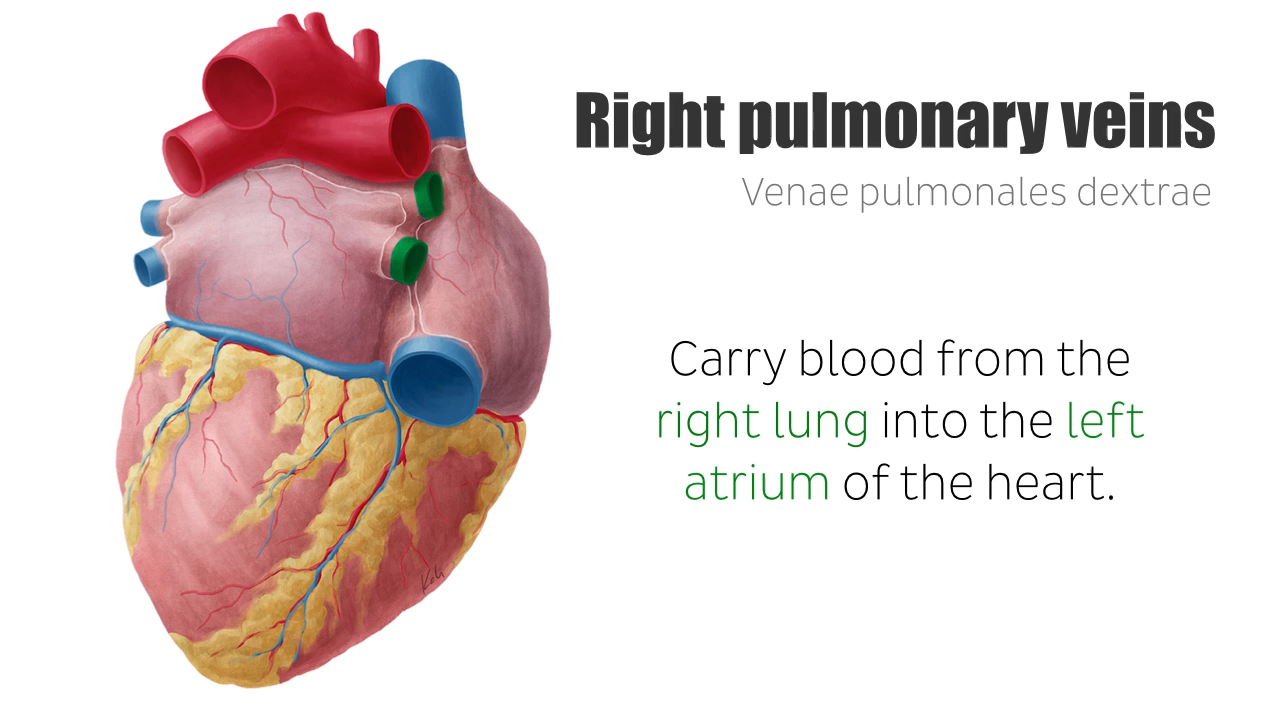 Right pulmonary veins
Venae pulmonales dextrae
Carry blood from the
right lung into the left
atrium of the heart.